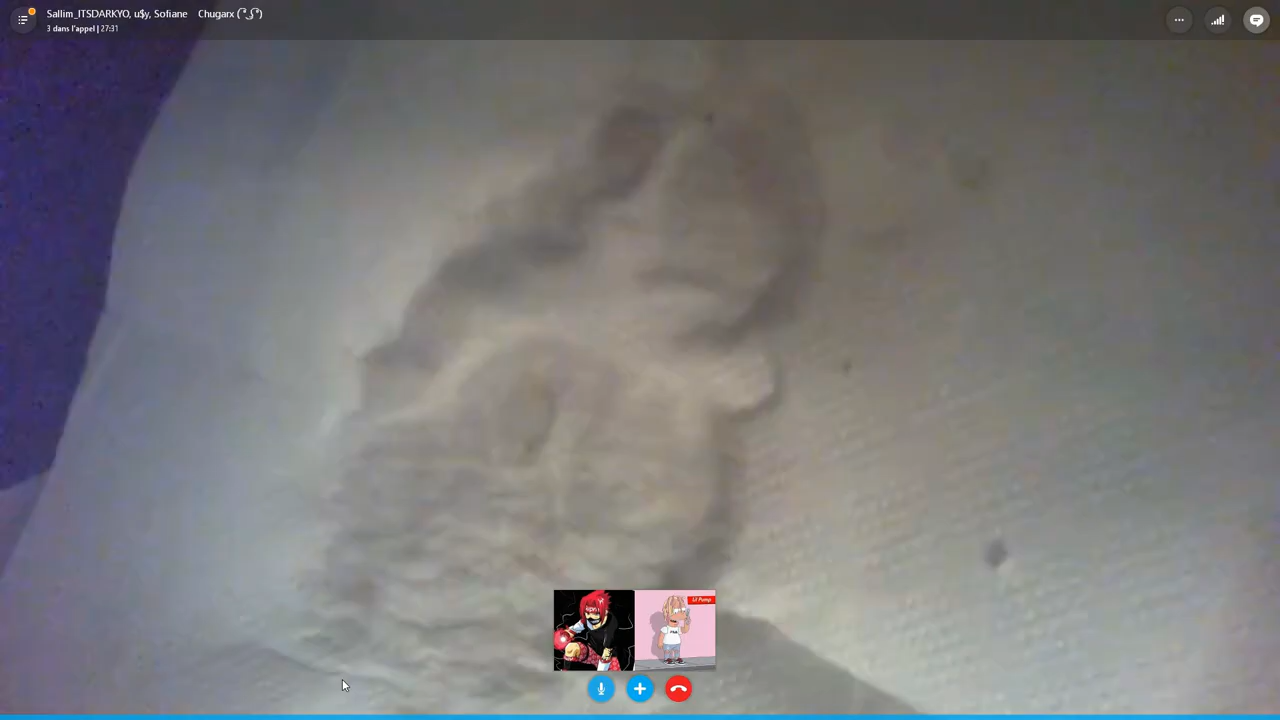 Sallim_ITSDARKYO, u$y, Sofiane Chugarx ( ͡° ͜ʖ ͡°)
3 dans l'appel | 27:31
Lil Pump